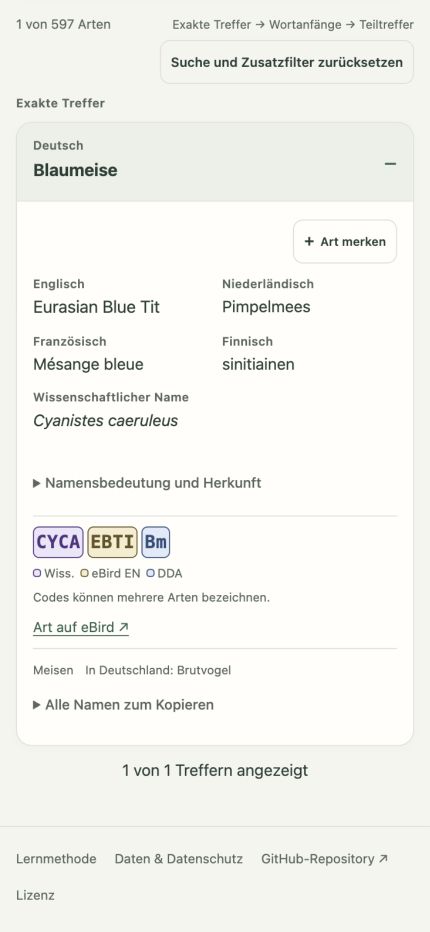 1 von 597 Arten
Exakte Treffer → Wortanfänge → Teiltreffer
Suche und Zusatzfilter zurücksetzen
Exakte Treffer
Deutsch
Blaumeise
−
+ Art merken
Englisch
Eurasian Blue Tit
Niederländisch
Pimpelmees
Französisch
Mésange bleue
Finnisch
sinitiainen
Wissenschaftlicher Name
Cyanistes caeruleus
▶ Namensbedeutung und Herkunft
CYCA EBTI Bm
Wiss. eBird EN DDA
Codes können mehrere Arten bezeichnen.
Art auf eBird ↗
Meisen In Deutschland: Brutvogel
▶ Alle Namen zum Kopieren
1 von 1 Treffern angezeigt
Lernmethode Daten & Datenschutz GitHub-Repository ↗
Lizenz